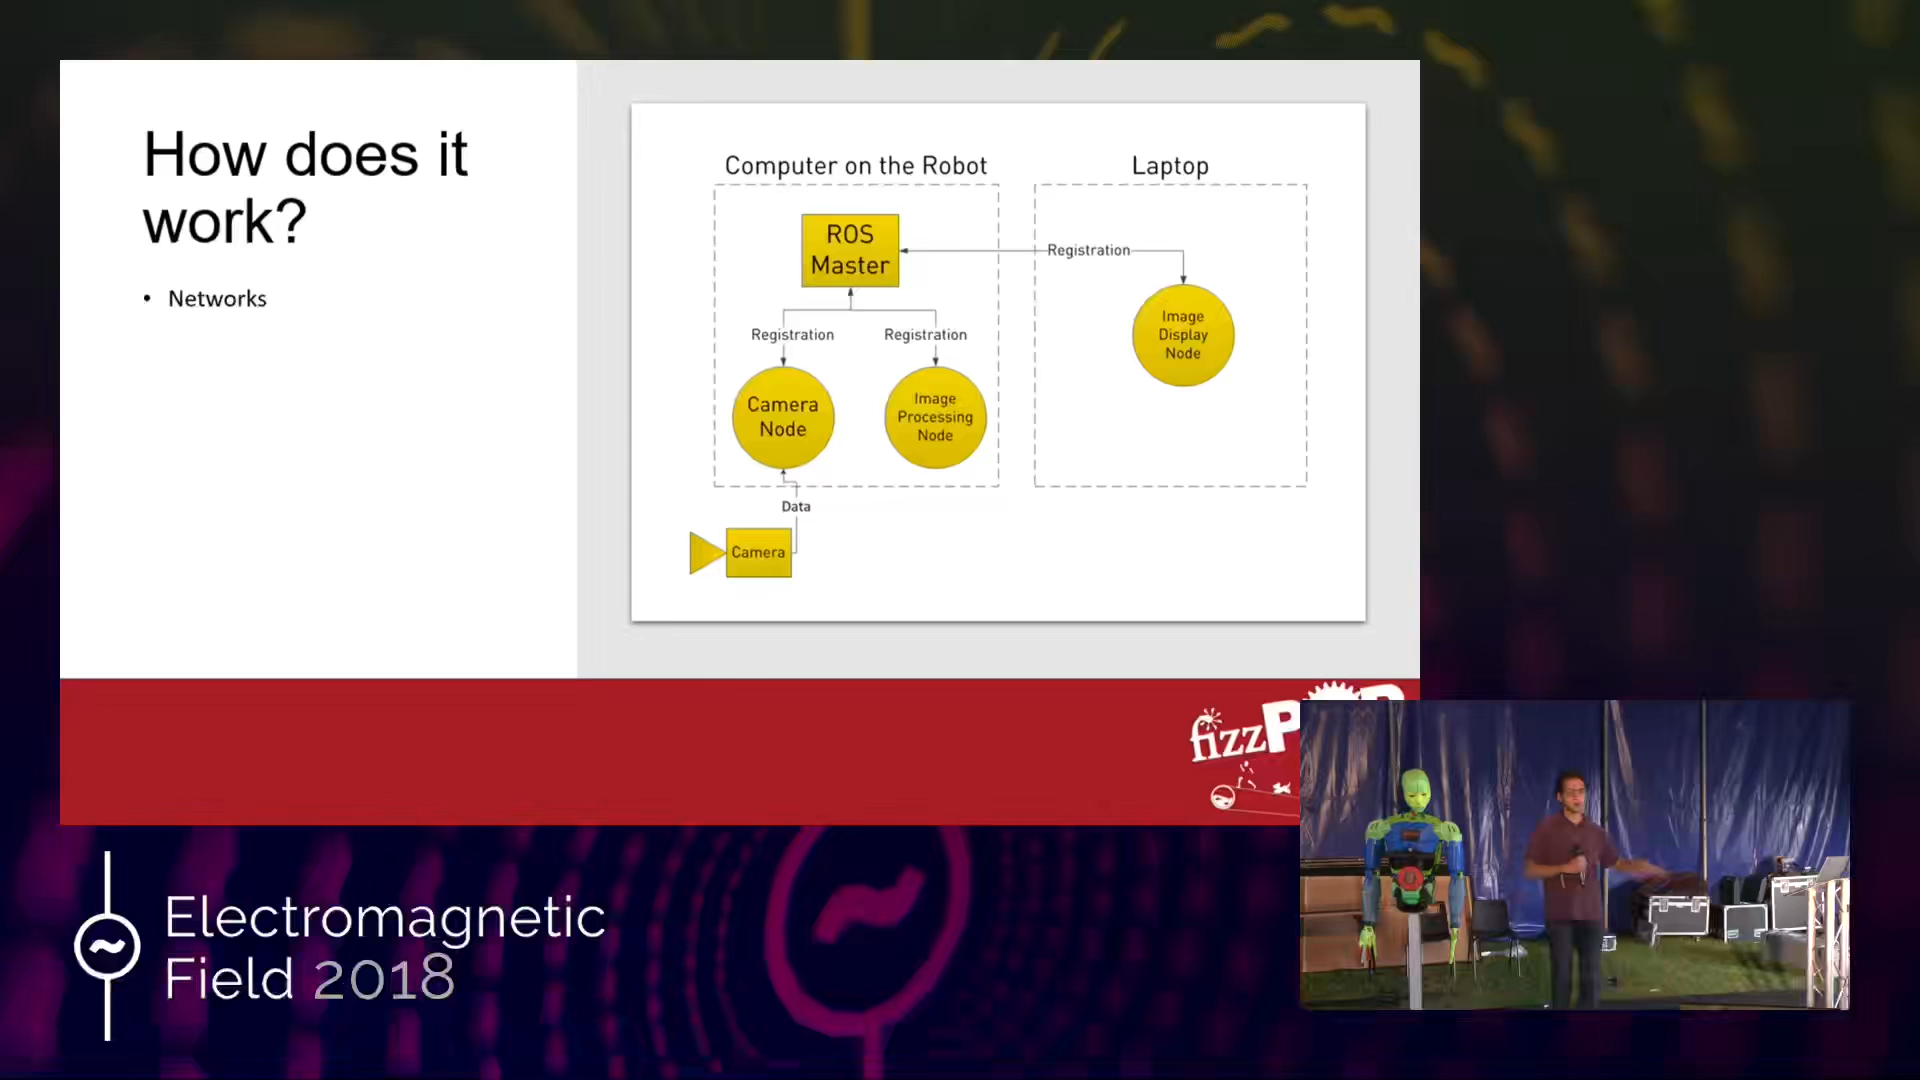 How does it
work?
• Networks
Computer on the Robot
Laptop
ROS
Master
Registration
Registration
Registration
Image
Display
Node
Camera
Node
Image
Processing
Node
Data
Camera
fizzP
Electromagnetic
Field 2018